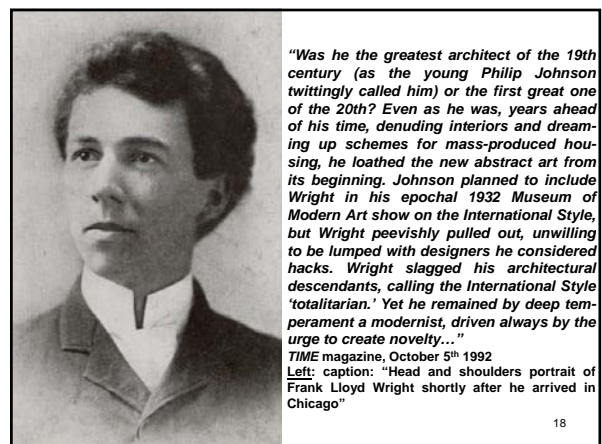 “Was he the greatest architect of the 19th
century (as the young Philip Johnson
twittingly called him) or the first great one
of the 20th? Even as he was, years ahead
of his time, denuding interiors and dream-
ing up schemes for mass-produced hou-
sing, he loathed the new abstract art from
its beginning. Johnson planned to include
Wright in his epochal 1932 Museum of
Modern Art show on the International Style,
but Wright peevishly pulled out, unwilling
to be lumped with designers he considered
hacks. Wright slagged his architectural
descendants, calling the International Style
‘totalitarian.’ Yet he remained by deep tem-
perament a modernist, driven always by the
urge to create novelty…”
TIME magazine, October 5th 1992
Left: caption: “Head and shoulders portrait of
Frank Lloyd Wright shortly after he arrived in
Chicago”
18